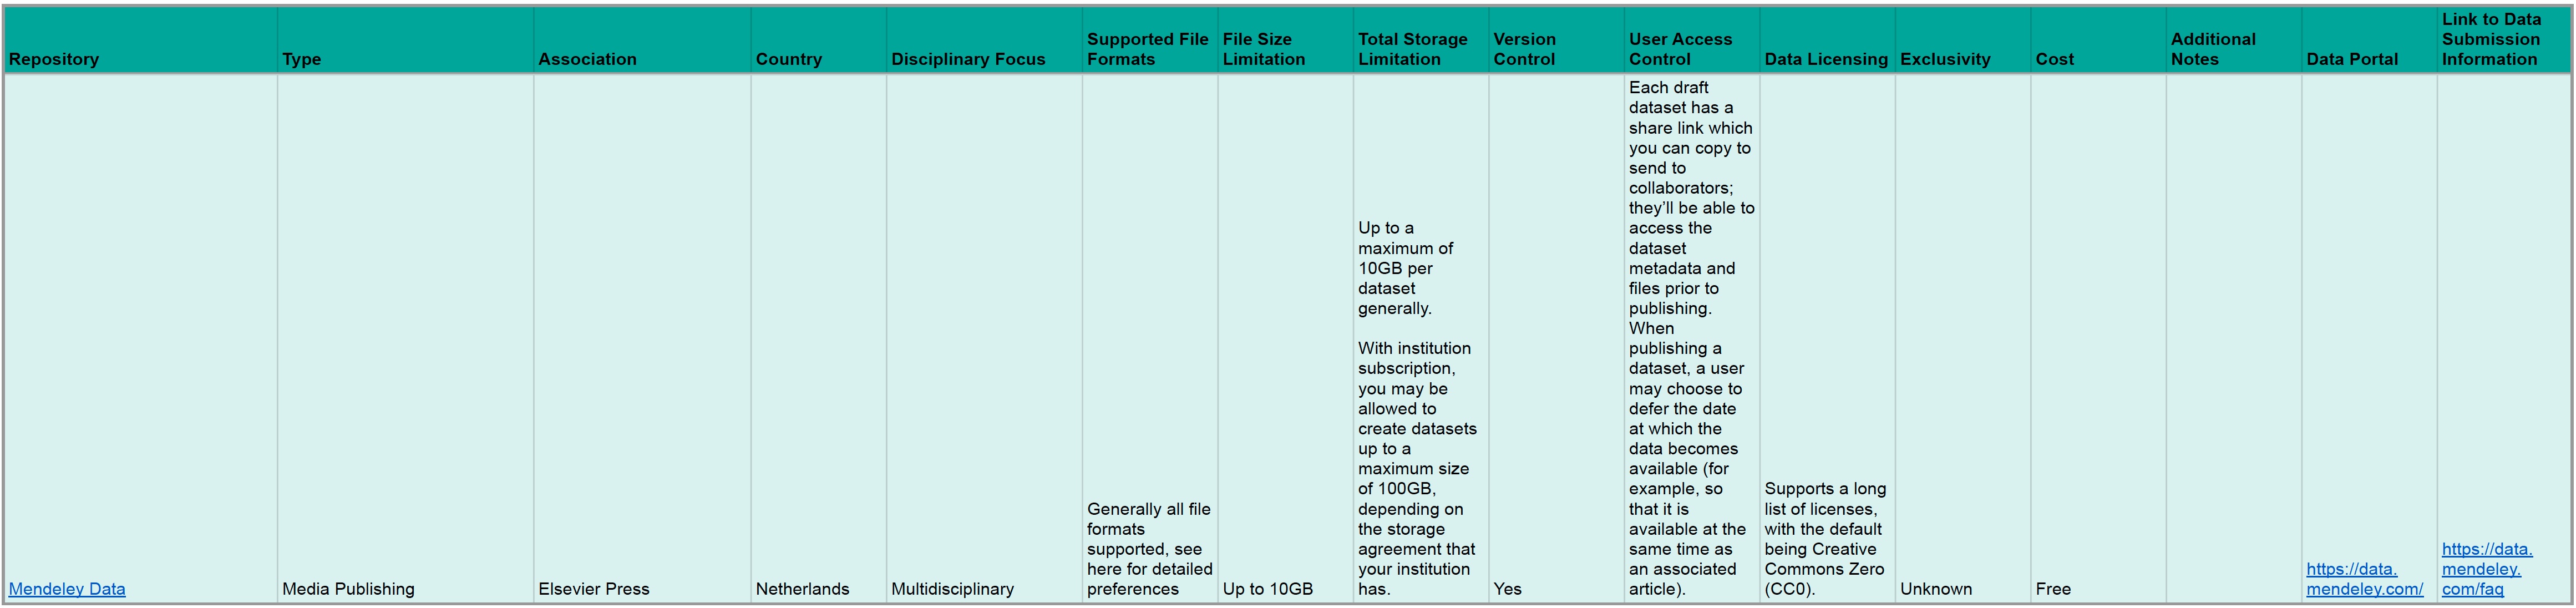 Repository
Type
Association
Country
Disciplinary Focus
Supported File
Formats
File Size
Limitation
Total Storage
Limitation
Version
Control
User Access
Control
Data Licensing
Exclusivity
Cost
Additional
Notes
Data Portal
Link to Data
Submission
Information
Mendeley Data
Media Publishing
Elsevier Press
Netherlands
Multidisciplinary
Generally all file
formats
supported, see
here for detailed
preferences
Up to 10GB
Up to a
maximum of
10GB per
dataset
generally.
With institution
subscription,
you may be
allowed to
create datasets
up to a
maximum size
of 100GB,
depending on
the storage
agreement that
your institution
has.
Yes
Each draft
dataset has a
share link which
you can copy to
send to
collaborators;
they’ll be able to
access the
dataset
metadata and
files prior to
publishing.
When
publishing a
dataset, a user
may choose to
defer the date
at which the
data becomes
available (for
example, so
that it is
available at the
same time as
an associated
article).
Supports a long
list of licenses,
with the default
being Creative
Commons Zero
(CC0).
Unknown
Free
https://data.
mendeley.com/
https://data.
mendeley.
com/faq